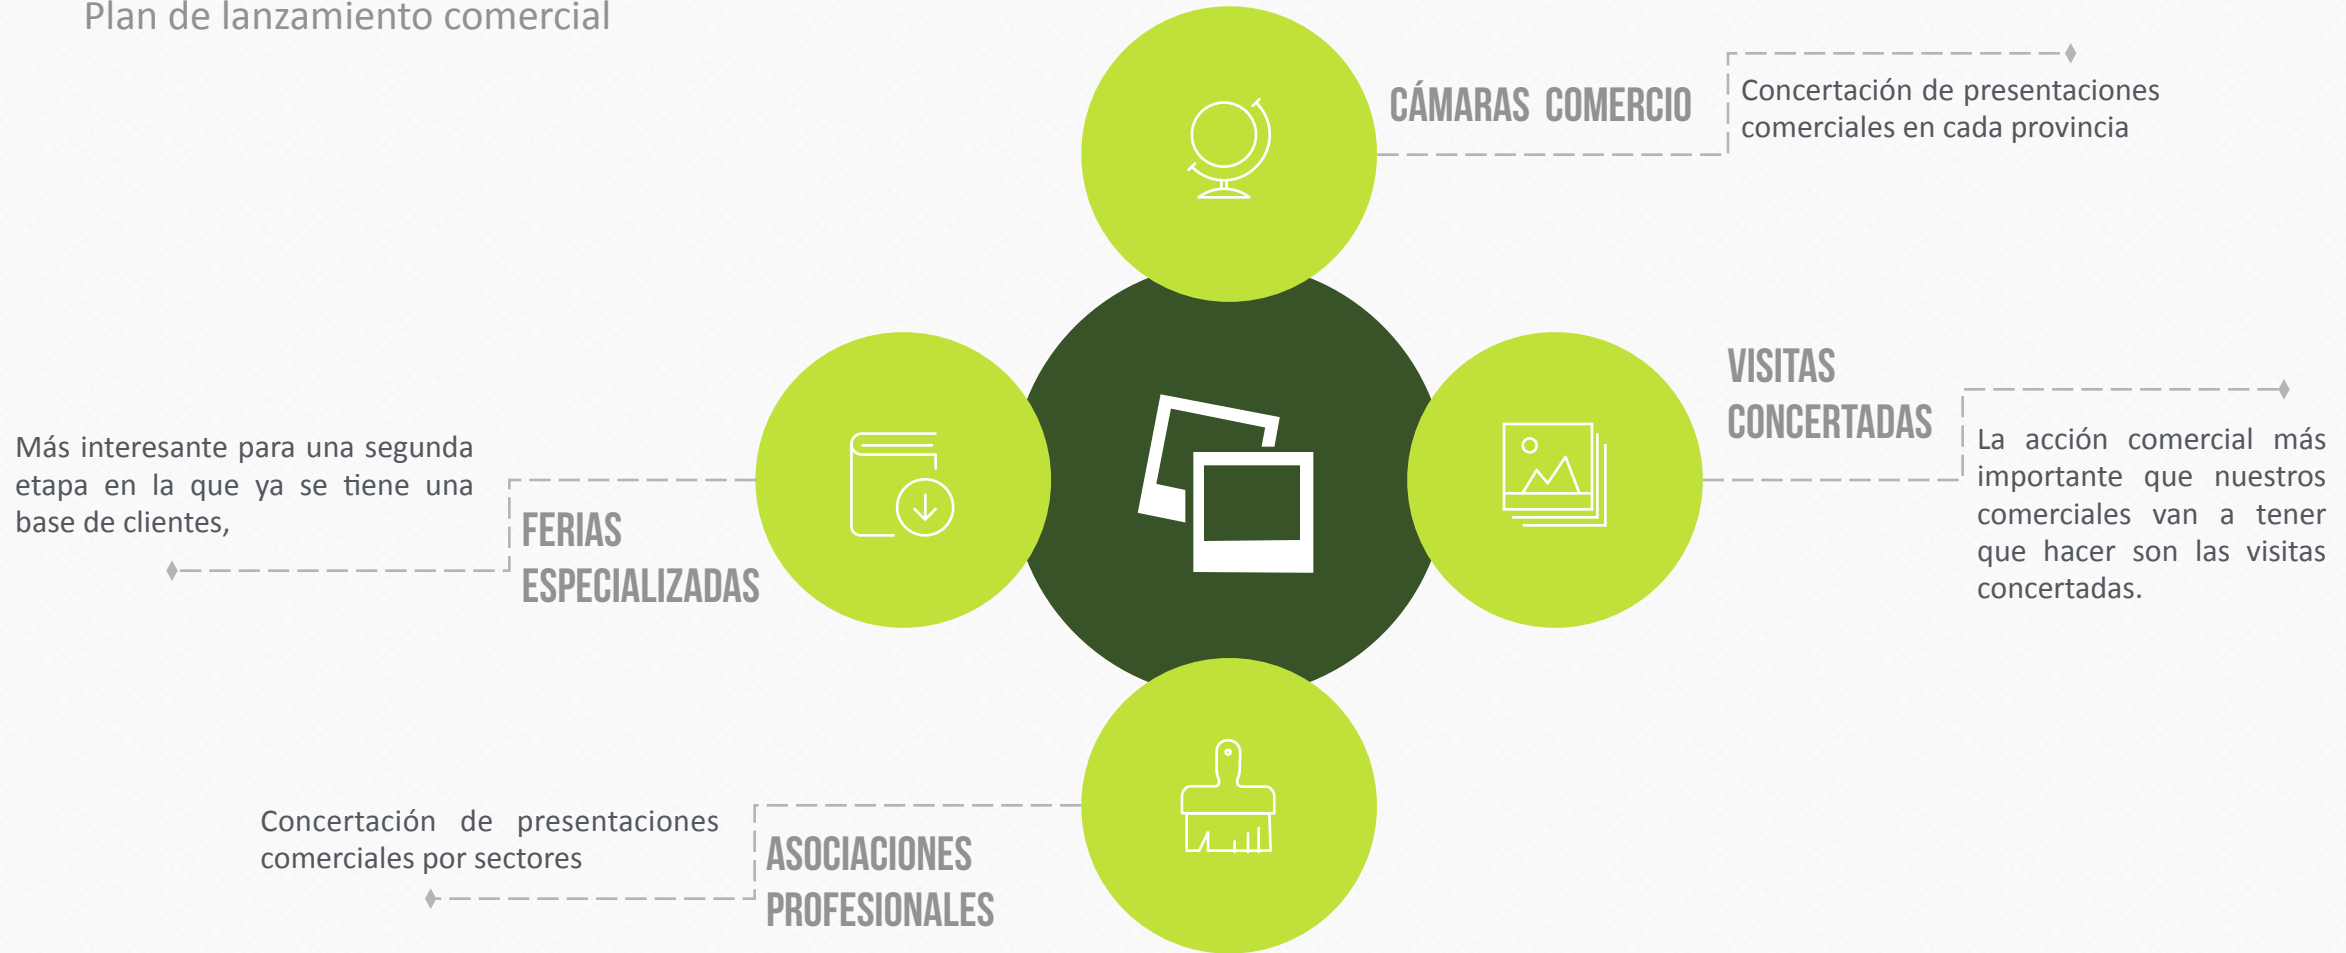 Plan de lanzamiento comercial
CÁMARAS COMERCIO
Concertación de presentaciones
comerciales en cada provincia
VISITAS
CONCERTADAS
La acción comercial más
importante que nuestros
comerciales van a tener
que hacer son las visitas
concertadas.
Más interesante para una segunda
etapa en la que ya se tiene una
base de clientes,
FERIAS
ESPECIALIZADAS
Concertación de presentaciones
comerciales por sectores
ASOCIACIONES
PROFESIONALES